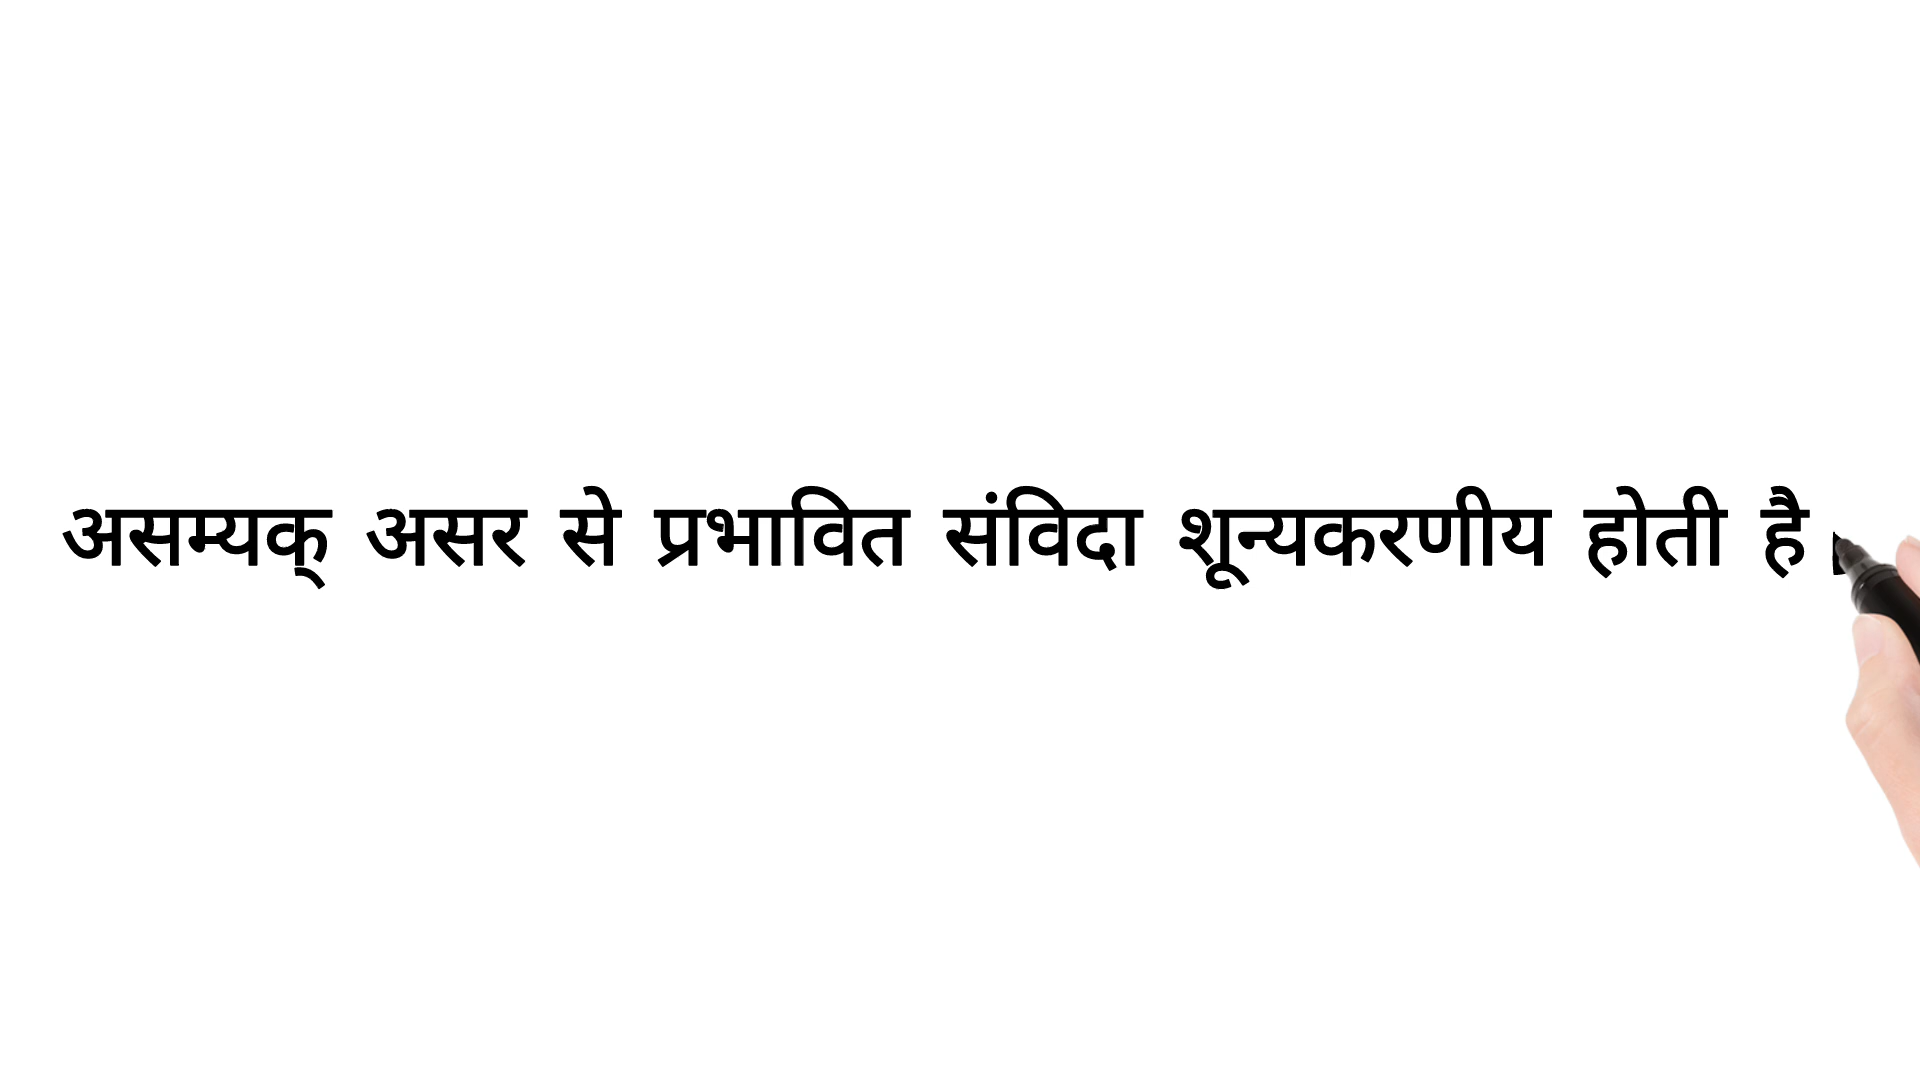 असम्यक् असर से प्रभावित संविदा शून्यकरणीय होती है